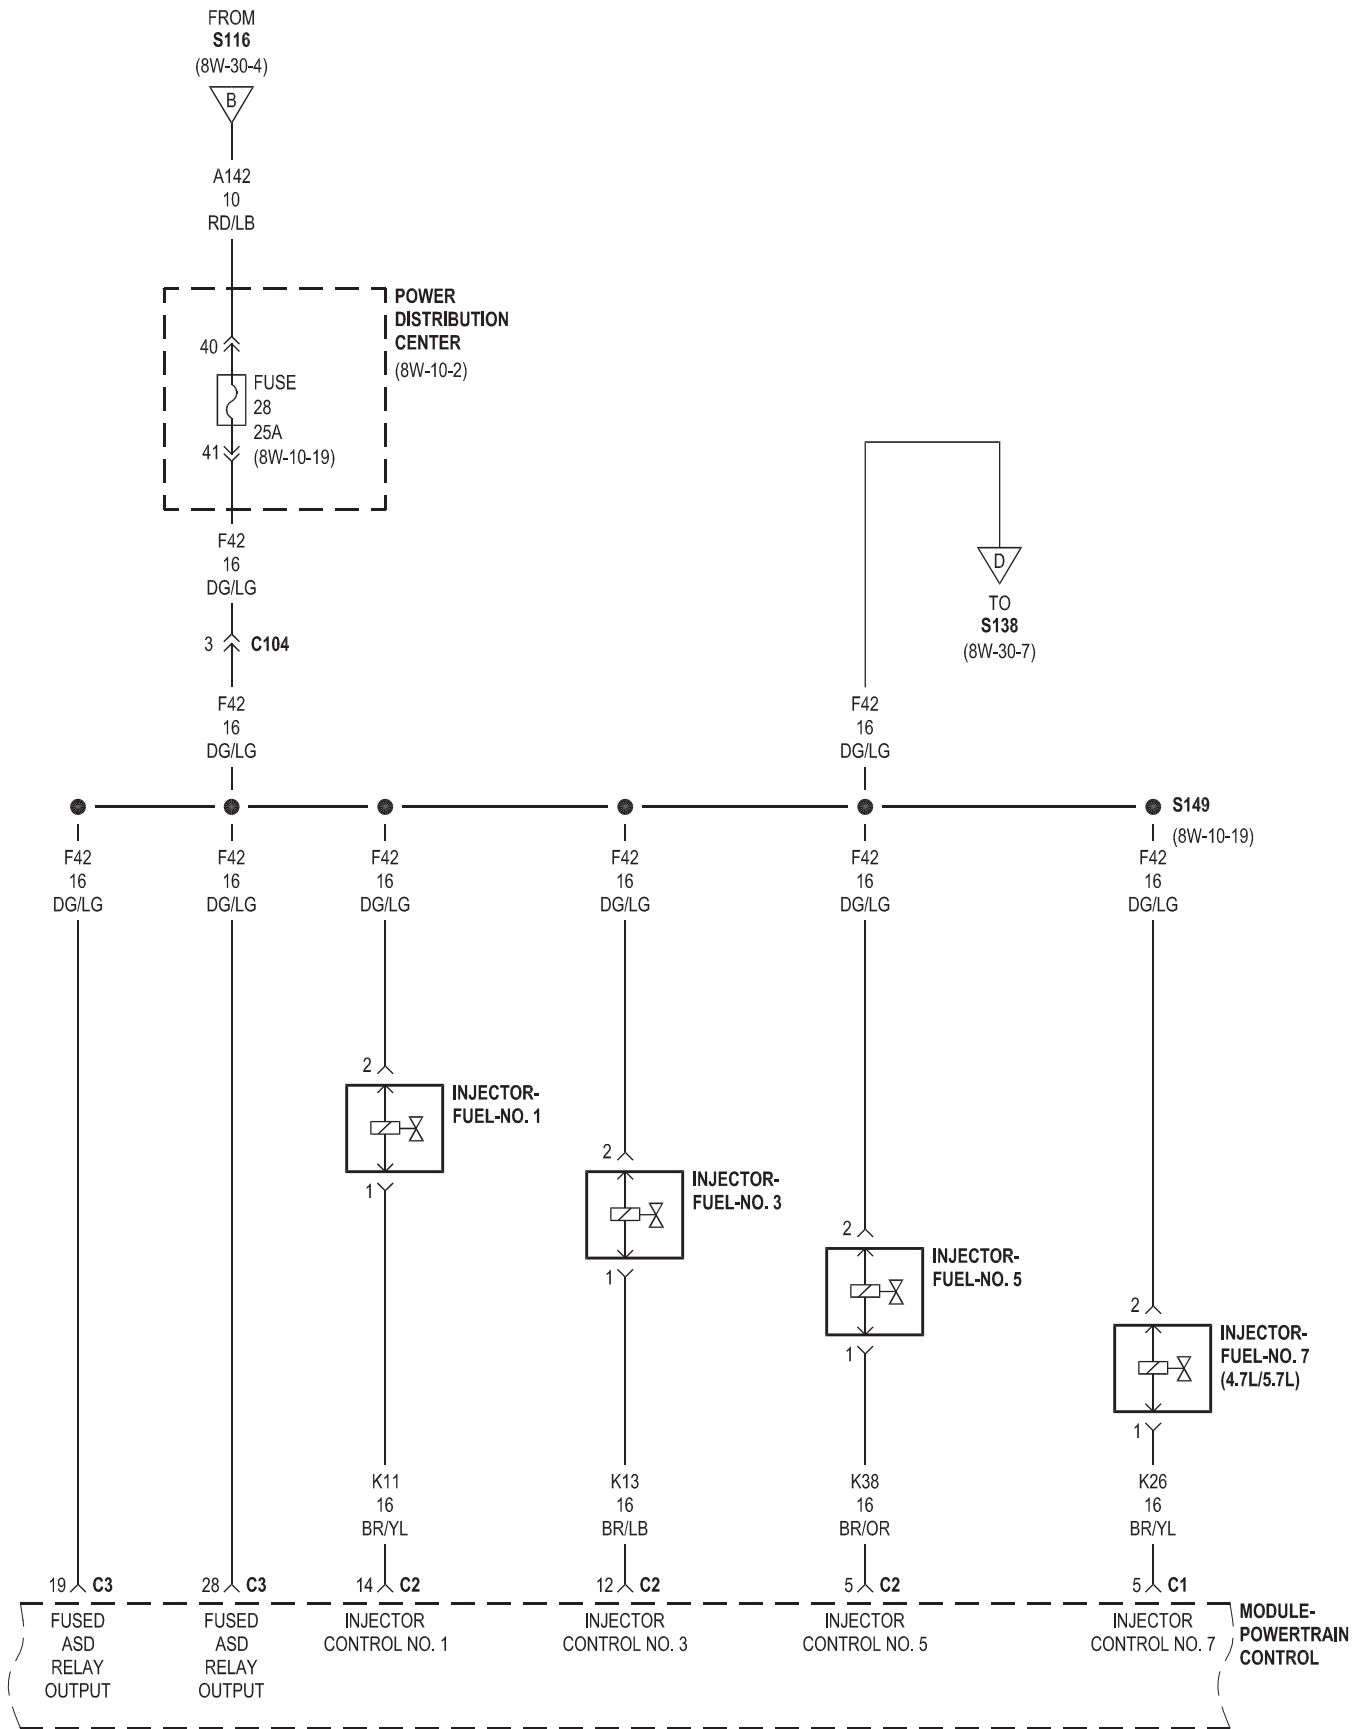 FROM
S116
(8W-30-4)
B
A142
10
RD/LB
POWER
DISTRIBUTION
CENTER
(8W-10-2)
40
FUSE
28
25A
(8W-10-19)
41
F42
16
DG/LG
3
C104
F42
16
DG/LG
D
TO
S138
(8W-30-7)
F42
16
DG/LG
S149
(8W-10-19)
F42
16
DG/LG
F42
16
DG/LG
F42
16
DG/LG
F42
16
DG/LG
F42
16
DG/LG
F42
16
DG/LG
2
INJECTOR-
FUEL-NO. 1
1
2
INJECTOR-
FUEL-NO. 3
1
2
INJECTOR-
FUEL-NO. 5
1
2
INJECTOR-
FUEL-NO. 7
(4.7L/5.7L)
1
K11
16
BR/YL
K13
16
BR/LB
K38
16
BR/OR
K26
16
BR/YL
19 C3
28 C3
14 C2
12 C2
5 C2
5 C1
FUSED
ASD
RELAY
OUTPUT
FUSED
ASD
RELAY
OUTPUT
INJECTOR
CONTROL NO. 1
INJECTOR
CONTROL NO. 3
INJECTOR
CONTROL NO. 5
INJECTOR
CONTROL NO. 7
MODULE-
POWERTRAIN
CONTROL